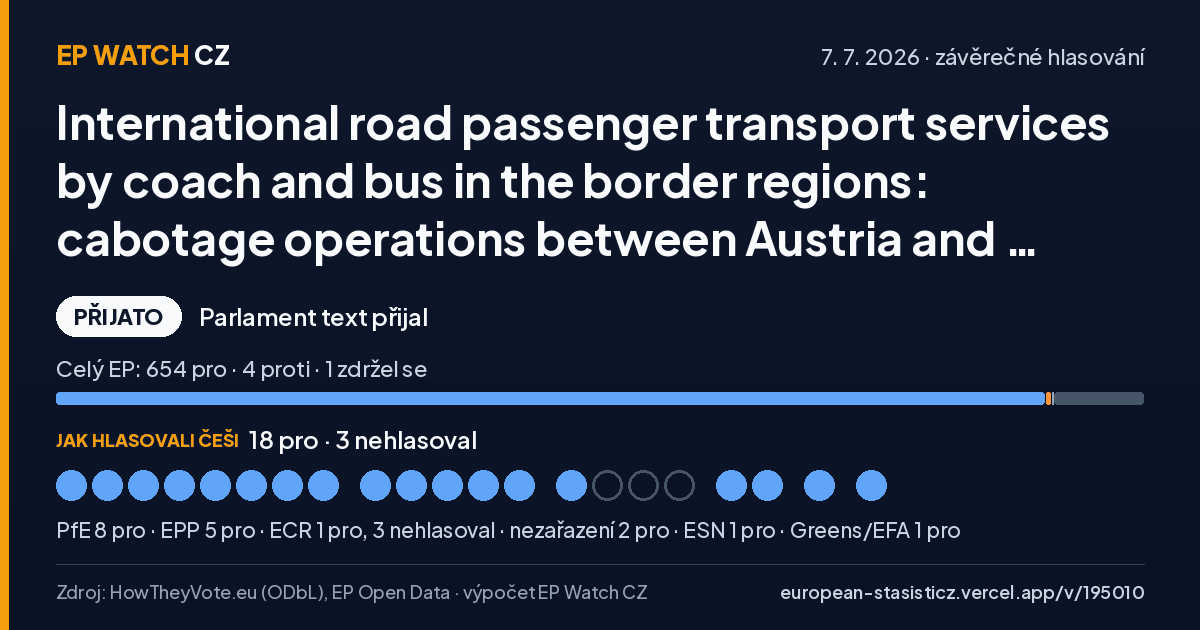 EP WATCH CZ
7. 7. 2026 · závěrečné hlasování
International road passenger transport services
by coach and bus in the border regions:
cabotage operations between Austria and …
PŘIJATO Parlament text přijal
Celý EP: 654 pro · 4 proti · 1 zdržel se
JAK HLASOVALI ČEŠI 18 pro · 3 nehlasoval
PfE 8 pro · EPP 5 pro · ECR 1 pro, 3 nehlasoval · nezařazení 2 pro · ESN 1 pro · Greens/EFA 1 pro
Zdroj: HowTheyVote.eu (ODbL), EP Open Data · výpočet EP Watch CZ
european-stasisticz.vercel.app/v/195010